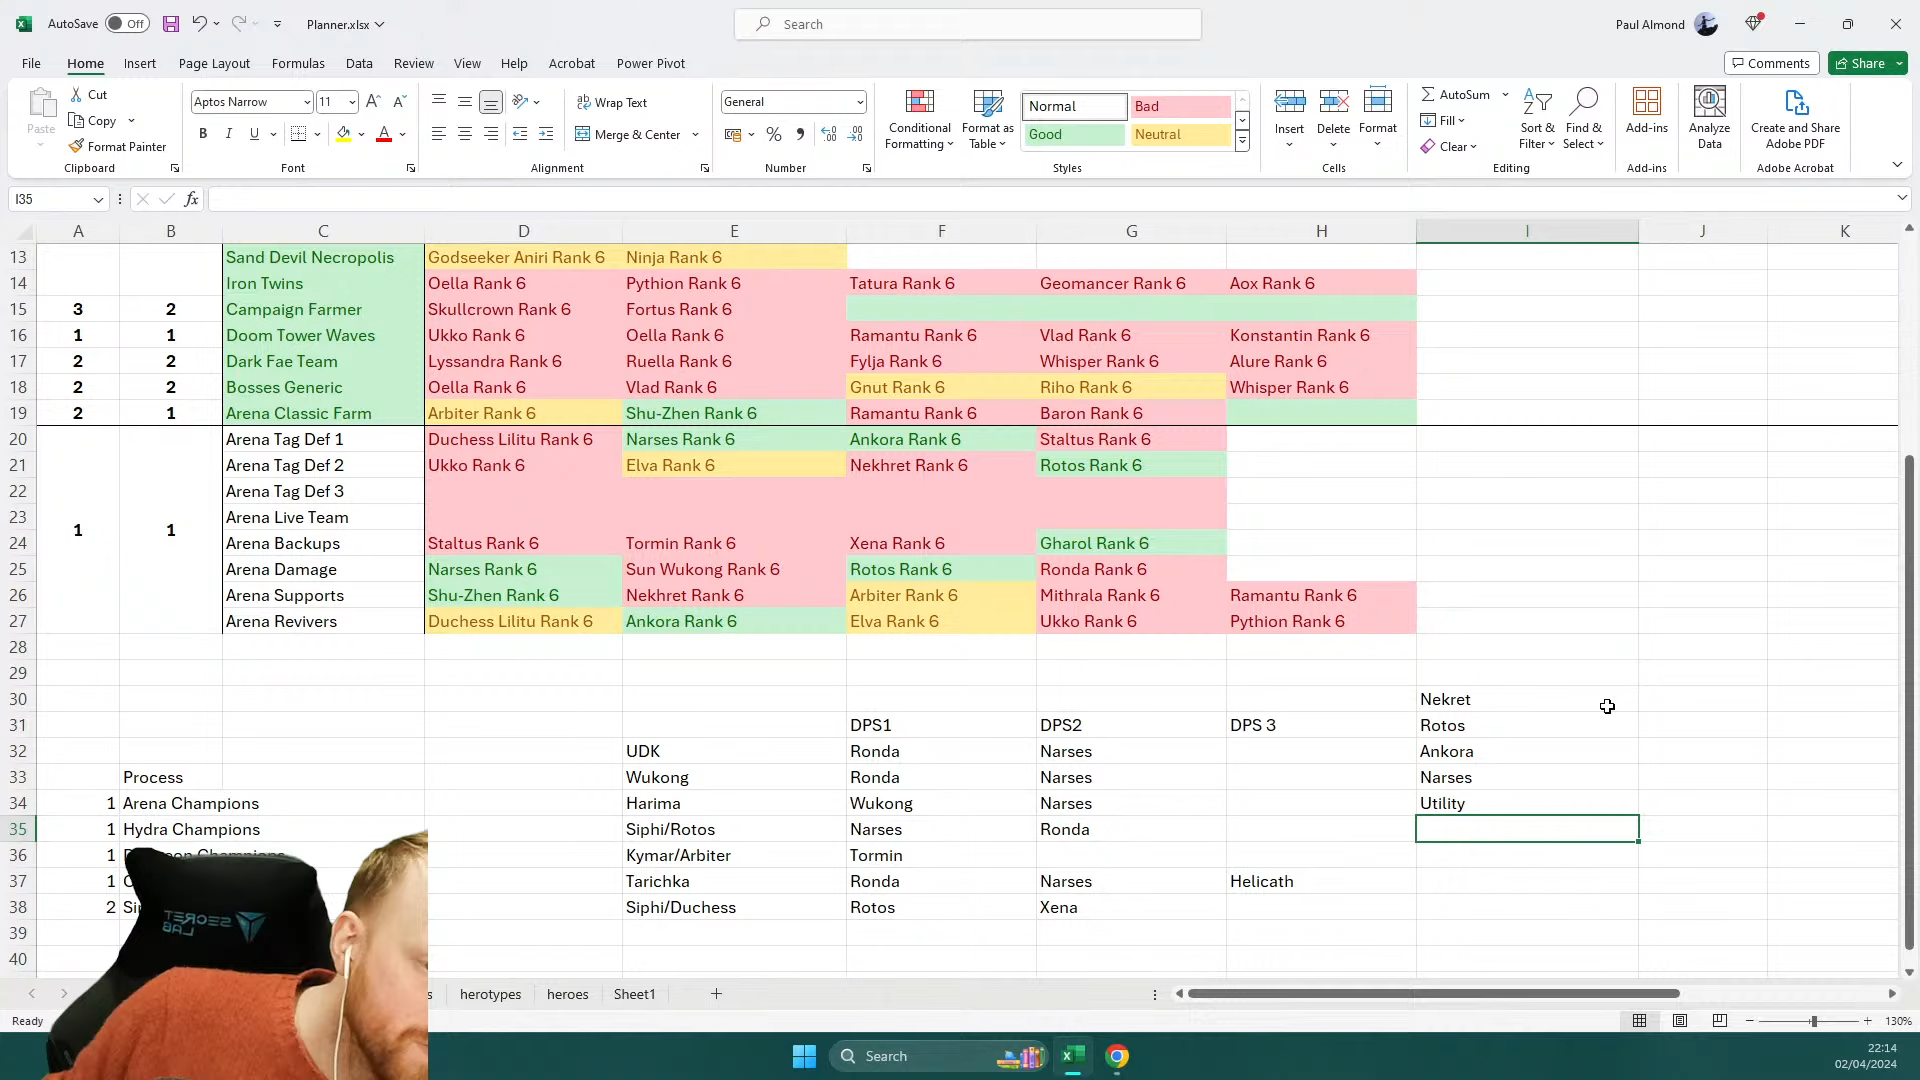 AutoSave Off Planner.xlsx Search Paul Almond
File Home Insert Page Layout Formulas Data Review View Help Acrobat Power Pivot Comments Share
Paste Cut Copy Format Painter Clipboard
Aptos Narrow 11 B I U A Font
Wrap Text Merge & Center Alignment
General % Number
Conditional Formatting Format as Table Normal Bad Good Neutral Styles
Insert Delete Format Cells
AutoSum Fill Clear Sort & Filter Find & Select Editing
Add-ins Add-ins
Analyze Data
Create and Share Adobe PDF Adobe Acrobat
I35 fx
A B C D E F G H I J K
13 Sand Devil Necropolis Godseeker Aniri Rank 6 Ninja Rank 6
14 Iron Twins Oella Rank 6 Pythion Rank 6 Tatura Rank 6 Geomancer Rank 6 Aox Rank 6
15 3 2 Campaign Farmer Skullcrown Rank 6 Fortus Rank 6
16 1 1 Doom Tower Waves Ukko Rank 6 Oella Rank 6 Ramantu Rank 6 Vlad Rank 6 Konstantin Rank 6
17 2 2 Dark Fae Team Lyssandra Rank 6 Ruella Rank 6 Fylja Rank 6 Whisper Rank 6 Alure Rank 6
18 2 2 Bosses Generic Oella Rank 6 Vlad Rank 6 Gnut Rank 6 Riho Rank 6 Whisper Rank 6
19 2 1 Arena Classic Farm Arbiter Rank 6 Shu-Zhen Rank 6 Ramantu Rank 6 Baron Rank 6
20 Arena Tag Def 1 Duchess Lilitu Rank 6 Narses Rank 6 Ankora Rank 6 Staltus Rank 6
21 Arena Tag Def 2 Ukko Rank 6 Elva Rank 6 Nekhret Rank 6 Rotos Rank 6
22 Arena Tag Def 3
23 Arena Live Team
1 1
24 Arena Backups Staltus Rank 6 Tormin Rank 6 Xena Rank 6 Gharol Rank 6
25 Arena Damage Narses Rank 6 Sun Wukong Rank 6 Rotos Rank 6 Ronda Rank 6
26 Arena Supports Shu-Zhen Rank 6 Nekhret Rank 6 Arbiter Rank 6 Mithrala Rank 6 Ramantu Rank 6
27 Arena Revivers Duchess Lilitu Rank 6 Ankora Rank 6 Elva Rank 6 Ukko Rank 6 Pythion Rank 6
28
29
30 Nekret
31 DPS1 DPS2 DPS 3 Rotos
32 UDK Ronda Narses Ankora
33 Process Wukong Ronda Narses Narses
34 1 Arena Champions Harima Wukong Narses Utility
35 1 Hydra Champions Siphi/Rotos Narses Ronda
36 1 Kymar/Arbiter Tormin
37 1 Tarichka Ronda Narses Helicath
38 2 Siphi/Duchess Rotos Xena
39
40
SECRET LAB
herotypes heroes Sheet1
Ready 130%
Search
22:14
02/04/2024